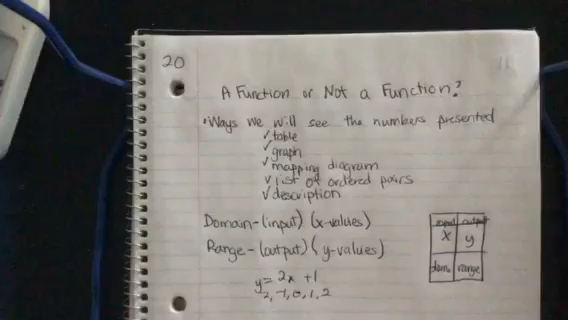 20
A Function or Not a Function?
• Ways we will see the numbers presented
✓ table
✓ graph
✓ mapping diagram
✓ list of ordered pairs
✓ description
Domain - (input) (x-values)
Range - (output) (y-values)
input output
x y
dom. range
y = 2x + 1
-1, 0, 1, 2